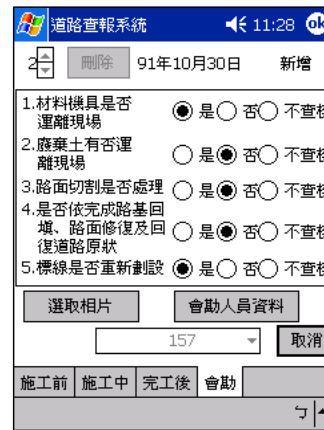 道路查報系統 11:28 ok
2 刪除 91年10月30日 新增
1.材料機具是否
運離現場 是 否 不查核
2.廢棄土有否運
離現場 是 否 不查核
3.路面切割是否處理 是 否 不查核
4.是否依完成路基回
填、路面修復及回
復道路原狀 是 否 不查核
5.標線是否重新劃設 是 否 不查核
選取相片 會勘人員資料
157 取消
施工前 施工中 完工後 會勘
ㄅ